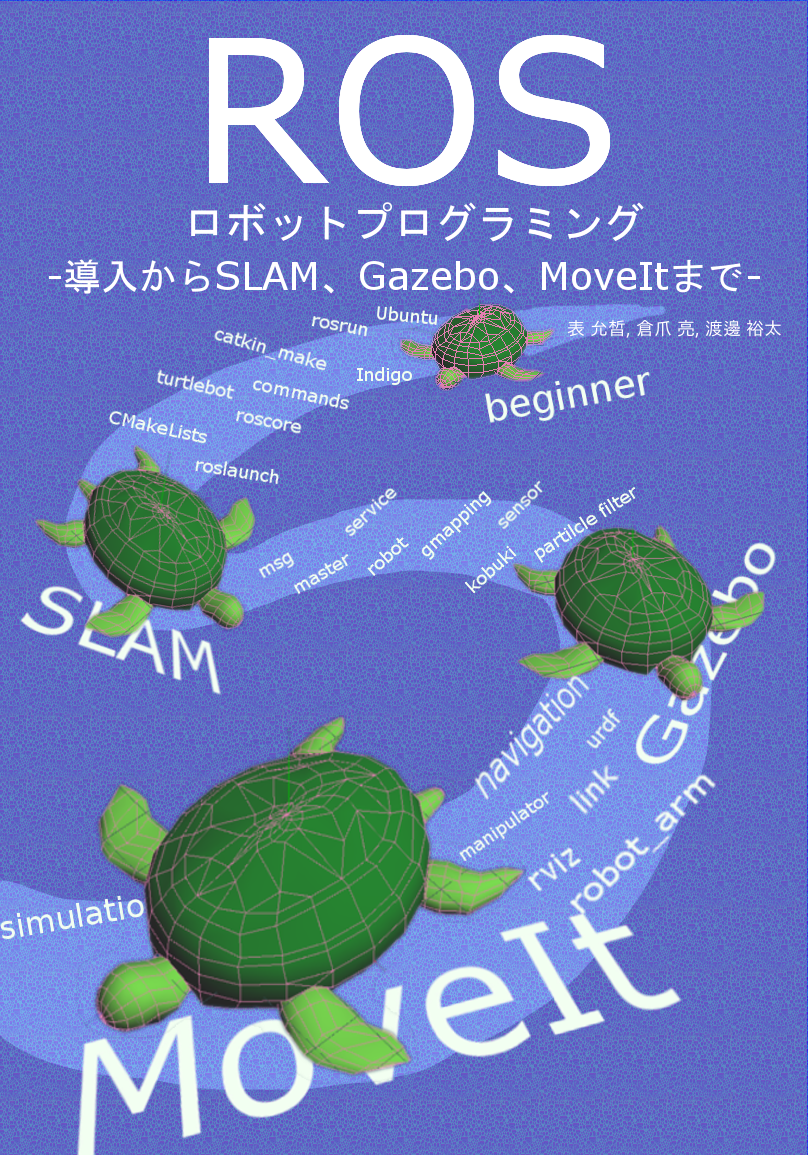 ROS
ロボットプログラミング
-導入からSLAM、Gazebo、MoveItまで-
表 允晳, 倉爪 亮, 渡邊 裕太
Ubuntu
rosrun
catkin_make
Indigo
beginner
turtlebot
commands
CMakeLists
roscore
roslaunch
service
gmapping
sensor
partilcle filter
msg
master
robot
kobuki
SLAM
Gazebo
navigation
urdf
link
manipulator
rviz
robot_arm
simulatio
MoveIt